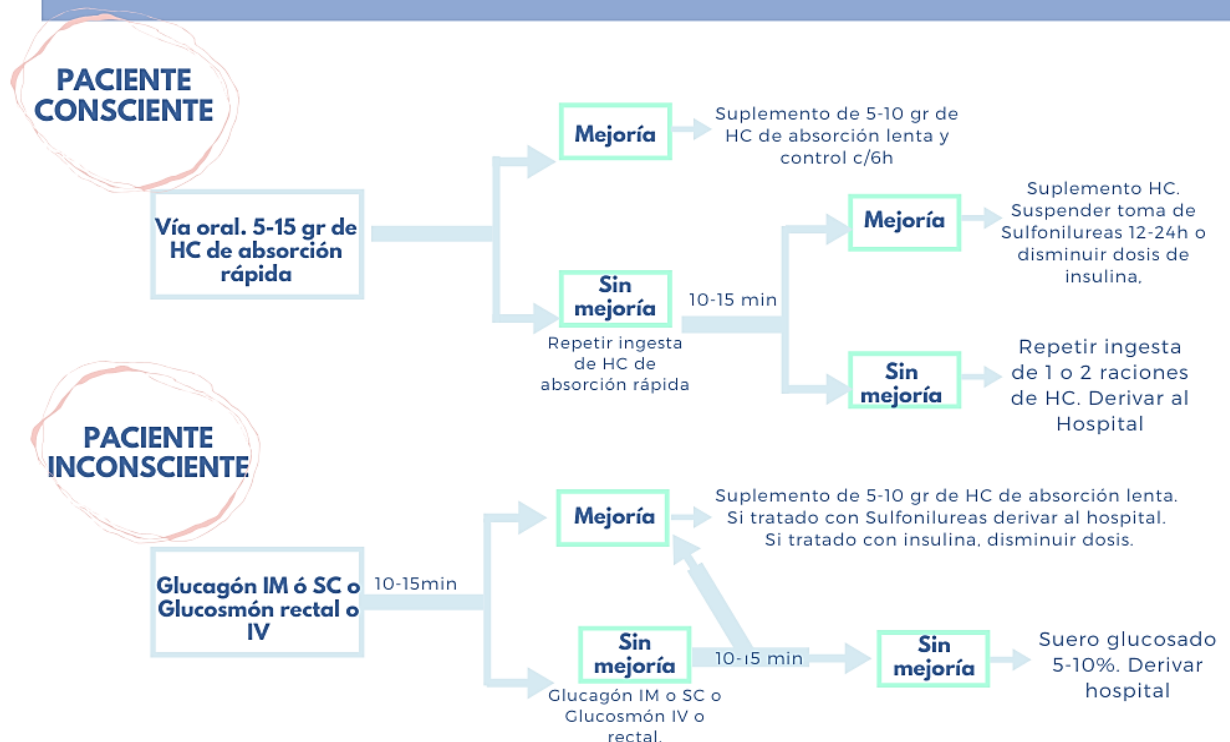 PACIENTE
CONSCIENTE
Vía oral. 5-15 gr de
HC de absorción
rápida
Mejoría
Suplemento de 5-10 gr de
HC de absorción lenta y
control c/6h
Sin
mejoría
Repetir ingesta
de HC de
absorción rápida
10-15 min
Mejoría
Suplemento HC.
Suspender toma de
Sulfonilureas 12-24h o
disminuir dosis de
insulina,
Sin
mejoría
Repetir ingesta
de 1 o 2 raciones
de HC. Derivar al
Hospital
PACIENTE
INCONSCIENTE
Glucagón IM ó SC o
Glucosmón rectal o
IV
10-15min
Mejoría
Suplemento de 5-10 gr de HC de absorción lenta.
Si tratado con Sulfonilureas derivar al hospital.
Si tratado con insulina, disminuir dosis.
Sin
mejoría
Glucagón IM o SC o
Glucosmón IV o
rectal.
10-15 min
Sin
mejoría
Suero glucosado
5-10%. Derivar
hospital